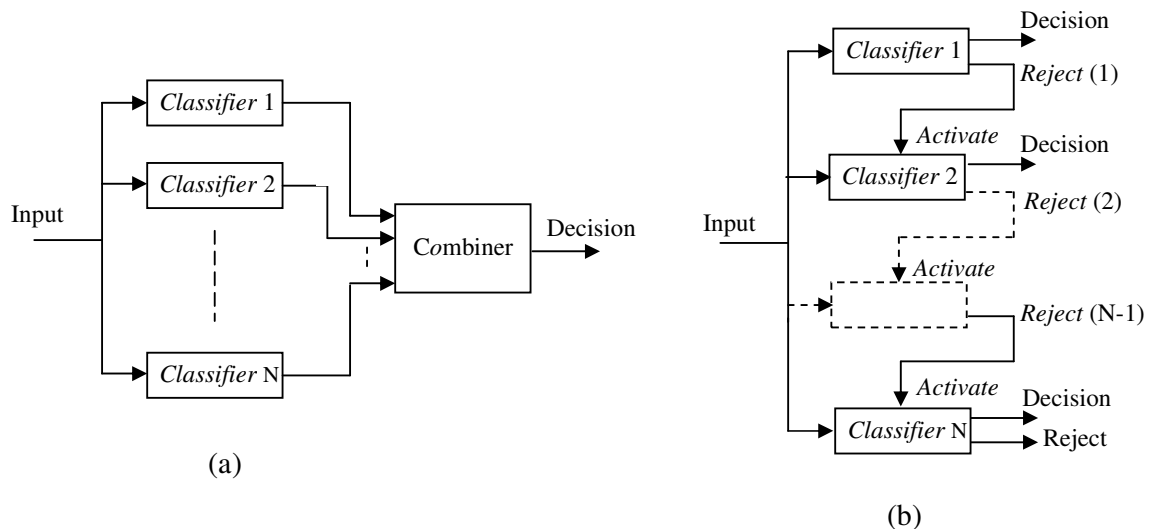 Classifier 1
Classifier 2
Input
Combiner
Decision
Classifier N
(a)
Decision
Classifier 1
Reject (1)
Activate
Decision
Classifier 2
Reject (2)
Input
Activate
Reject (N-1)
Activate
Decision
Classifier N
Reject
(b)